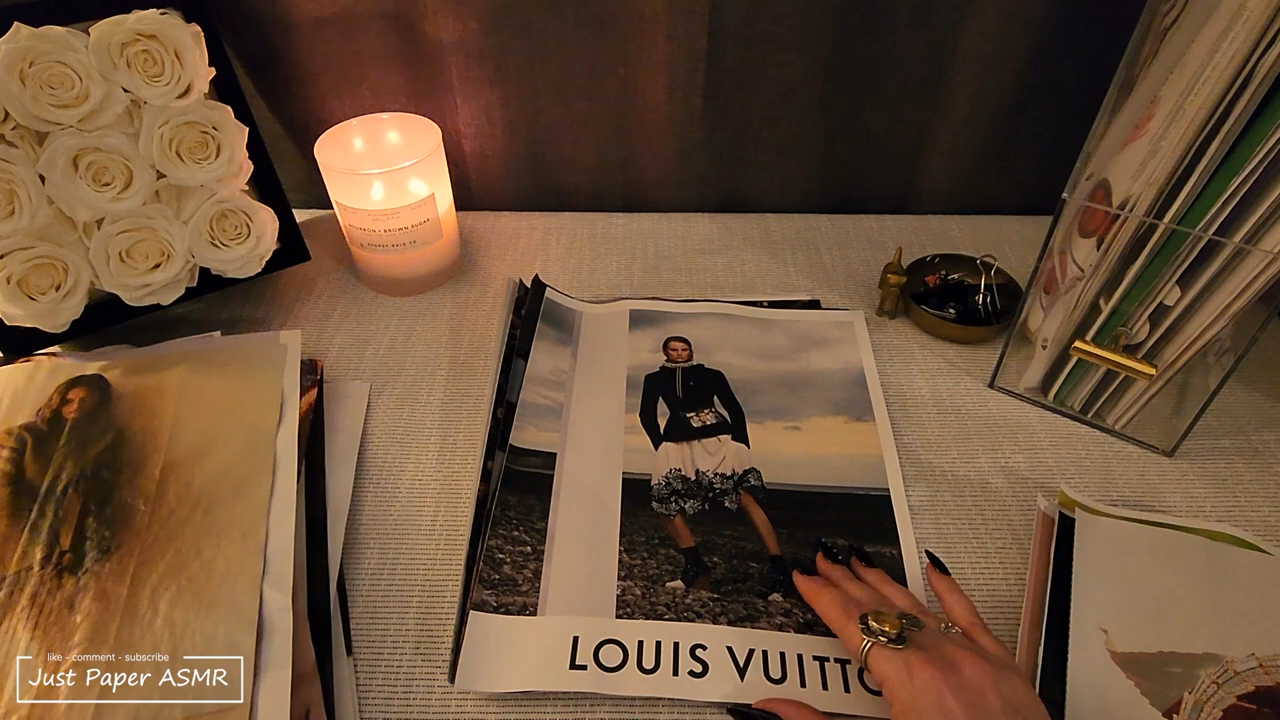 BOURBON + BROWN SUGAR
SYDNEY HALE CO
LOUIS VUITTO
like - comment - subscribe
Just Paper ASMR